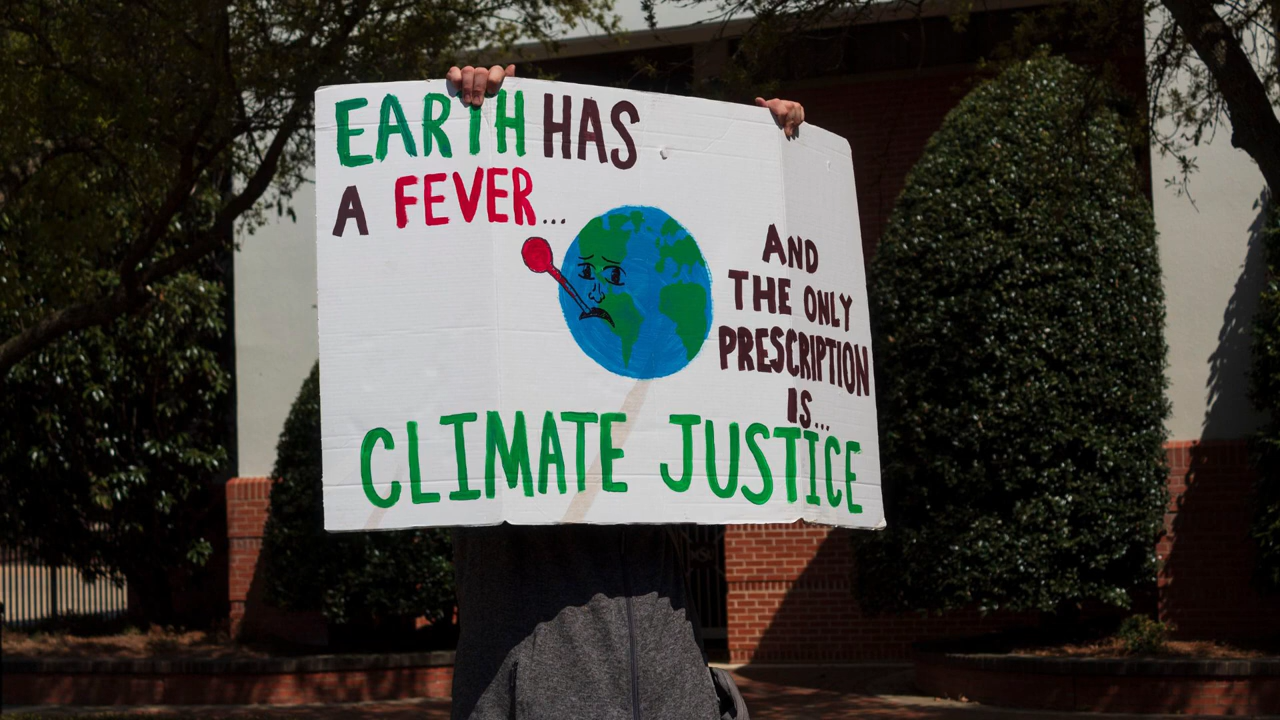 EARTH HAS
A FEVER...
AND
THE ONLY
PRESCRIPTION
IS...
CLIMATE JUSTICE